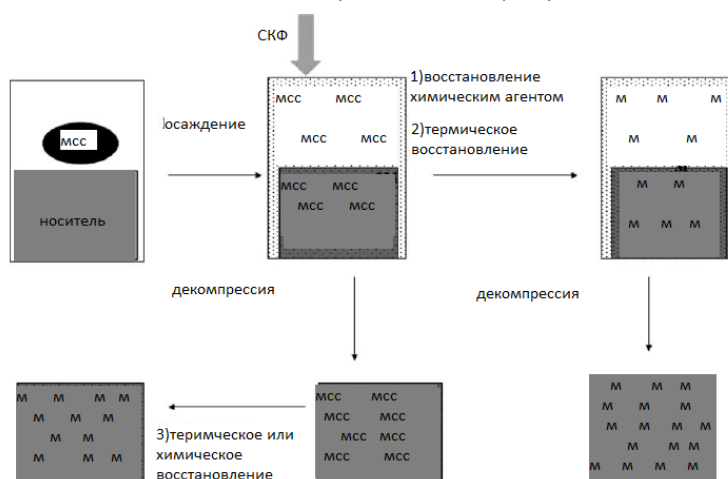 СКФ
мсс мсс
мсс мсс
1)восстановление
химическим агентом
2)термическое
восстановление
м м м
м м
мсс
осаждение
носитель
мсс мсс
мсс мсс
м м
м м м
декомпрессия
декомпрессия
м м м м
м м м
м м
м м м м
3)теримческое или
химическое
восстановление
мсс мсс
мсс мсс
мсс мсс
мсс мсс
м м м
м м м
м м м м
м м м
м м м м